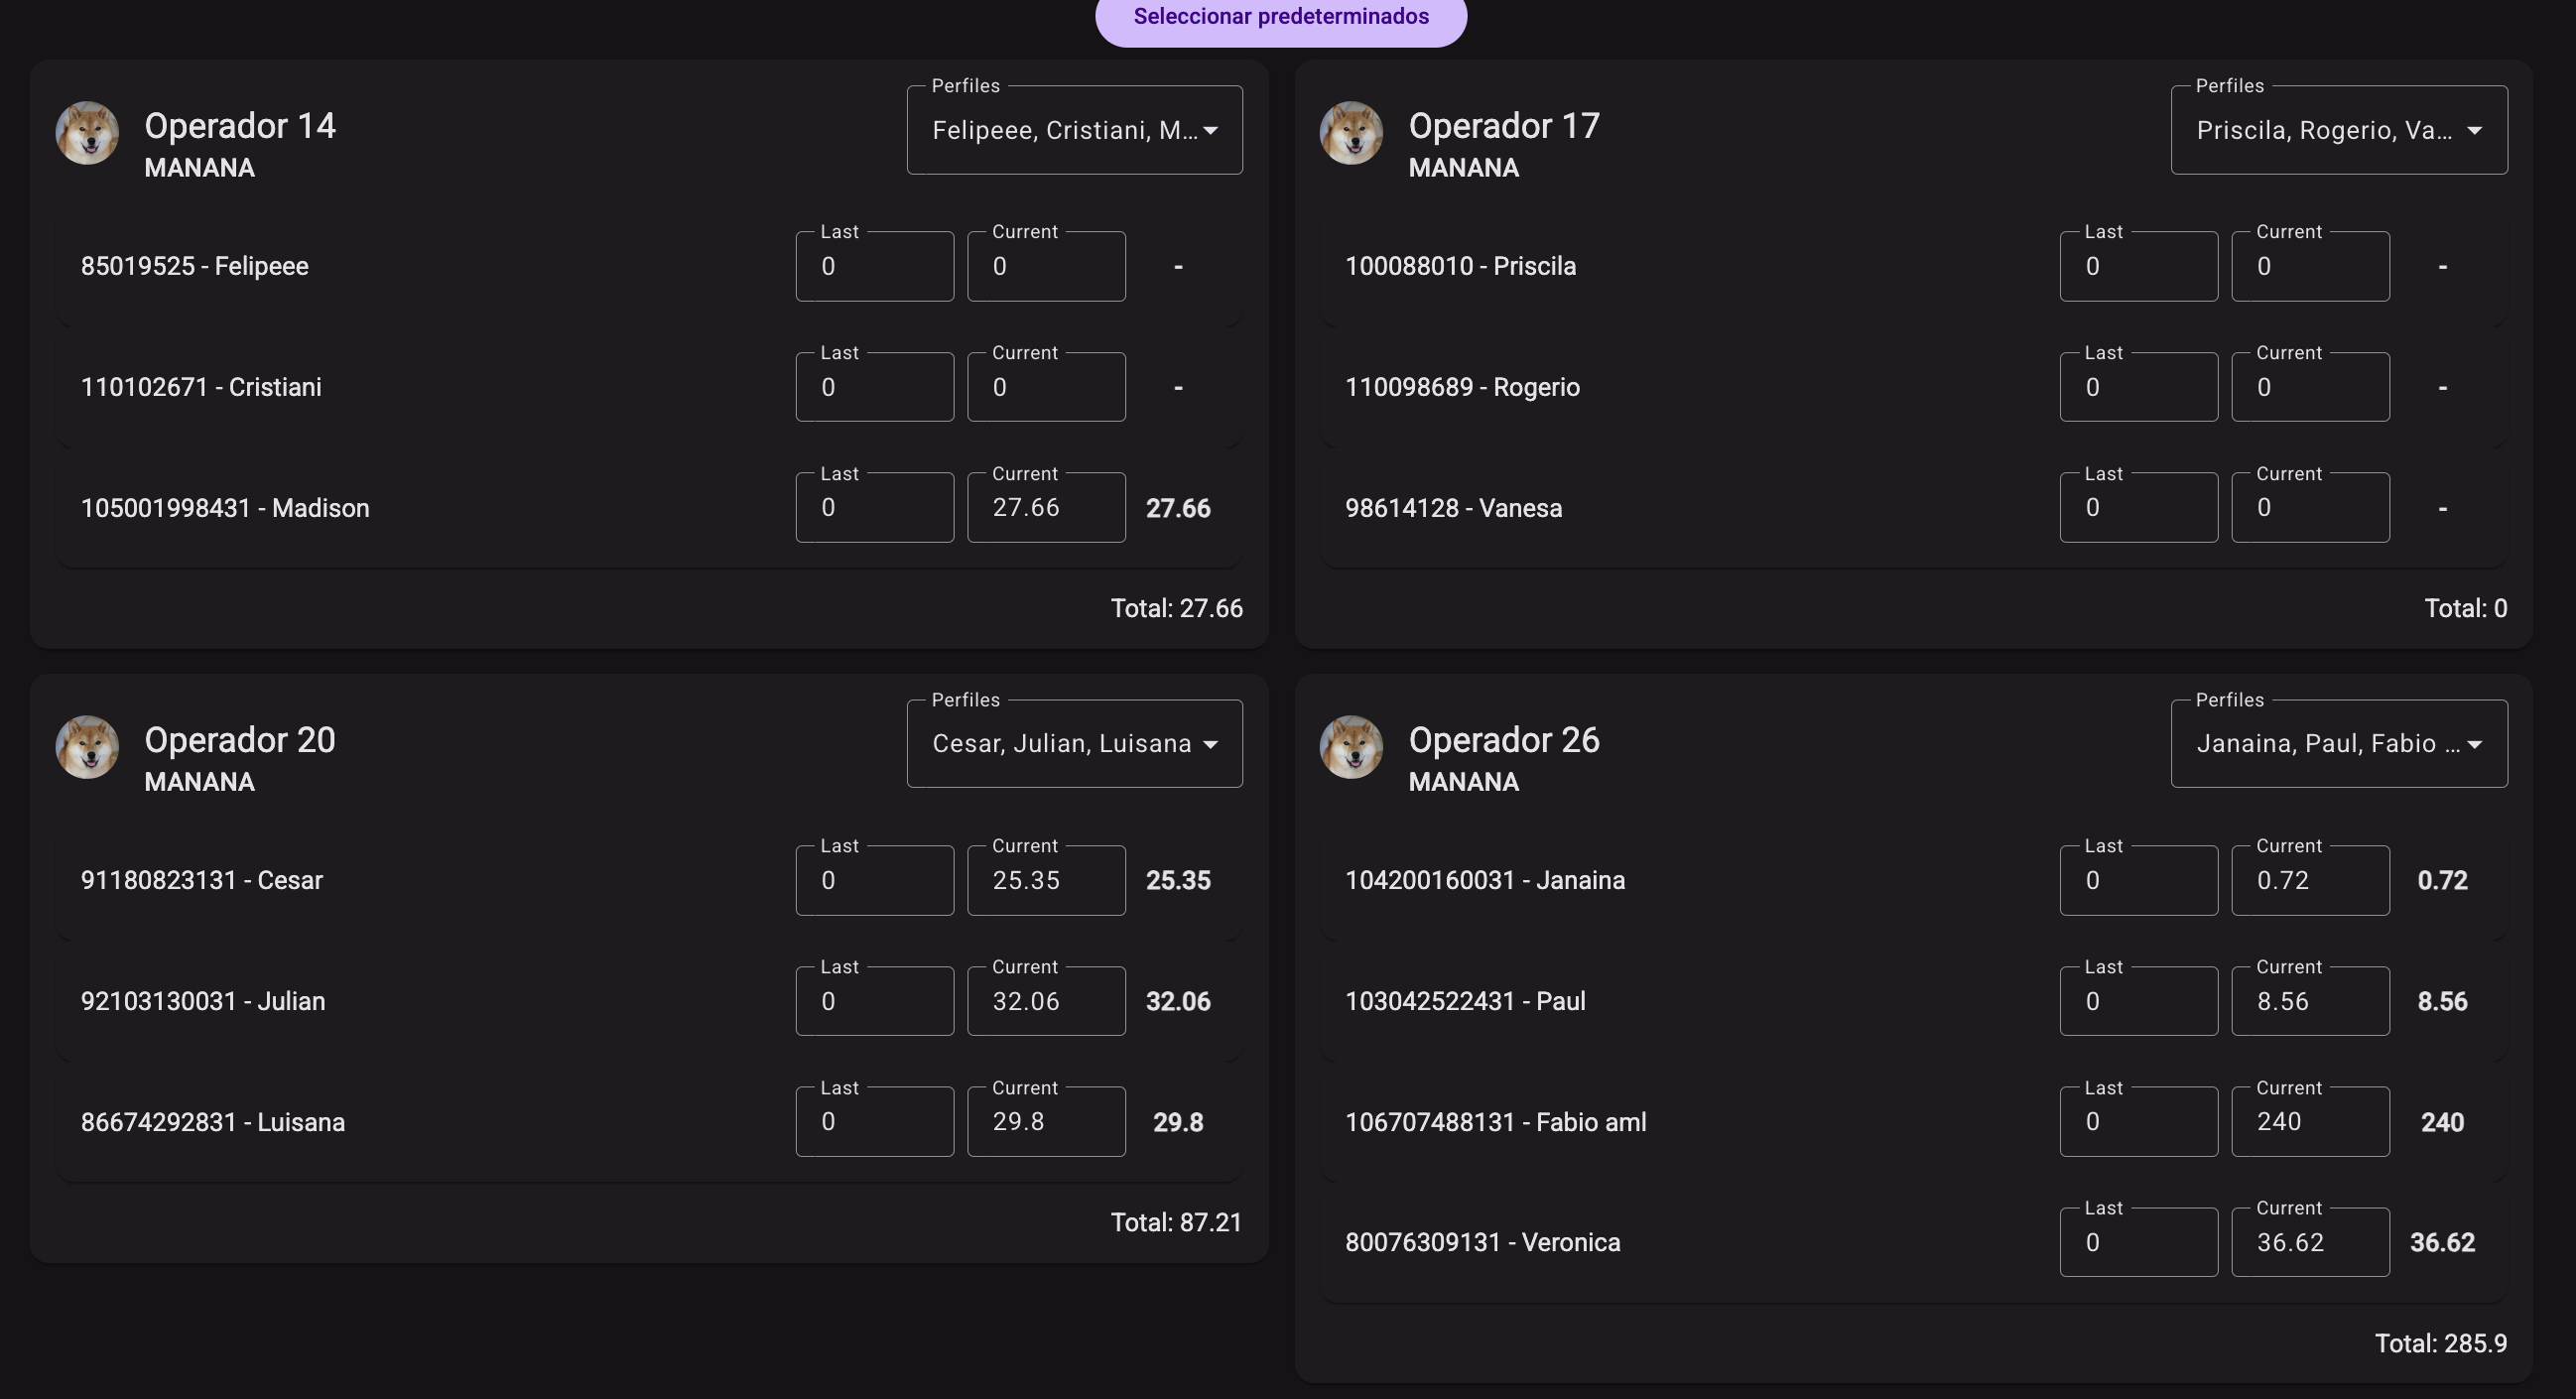 Seleccionar predeterminados
Operador 14
MANANA
Perfiles
Felipeee, Cristiani, M...
85019525 - Felipeee
Last
0
Current
0
-
110102671 - Cristiani
Last
0
Current
0
-
105001998431 - Madison
Last
0
Current
27.66
27.66
Total: 27.66
Operador 17
MANANA
Perfiles
Priscila, Rogerio, Va...
100088010 - Priscila
Last
0
Current
0
-
110098689 - Rogerio
Last
0
Current
0
-
98614128 - Vanesa
Last
0
Current
0
-
Total: 0
Operador 20
MANANA
Perfiles
Cesar, Julian, Luisana
91180823131 - Cesar
Last
0
Current
25.35
25.35
92103130031 - Julian
Last
0
Current
32.06
32.06
86674292831 - Luisana
Last
0
Current
29.8
29.8
Total: 87.21
Operador 26
MANANA
Perfiles
Janaina, Paul, Fabio ...
104200160031 - Janaina
Last
0
Current
0.72
0.72
103042522431 - Paul
Last
0
Current
8.56
8.56
106707488131 - Fabio aml
Last
0
Current
240
240
80076309131 - Veronica
Last
0
Current
36.62
36.62
Total: 285.9